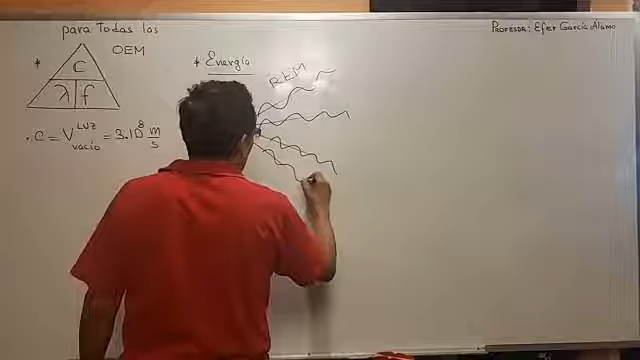 para Todas las
OEM
Profesor: Efer García Alamo
* Energía
REM
*
C
λ f
. C = V LUZ vacío = 3.10⁸ m/s